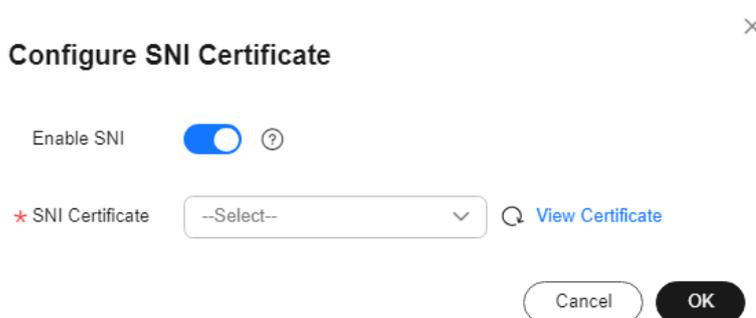 Configure SNI Certificate
Enable SNI ?
* SNI Certificate --Select-- View Certificate
Cancel OK